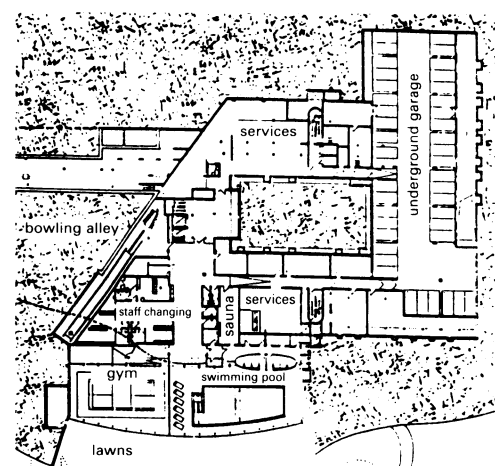 services
underground garage
bowling alley
staff changing
sauna
services
gym
swimming pool
lawns